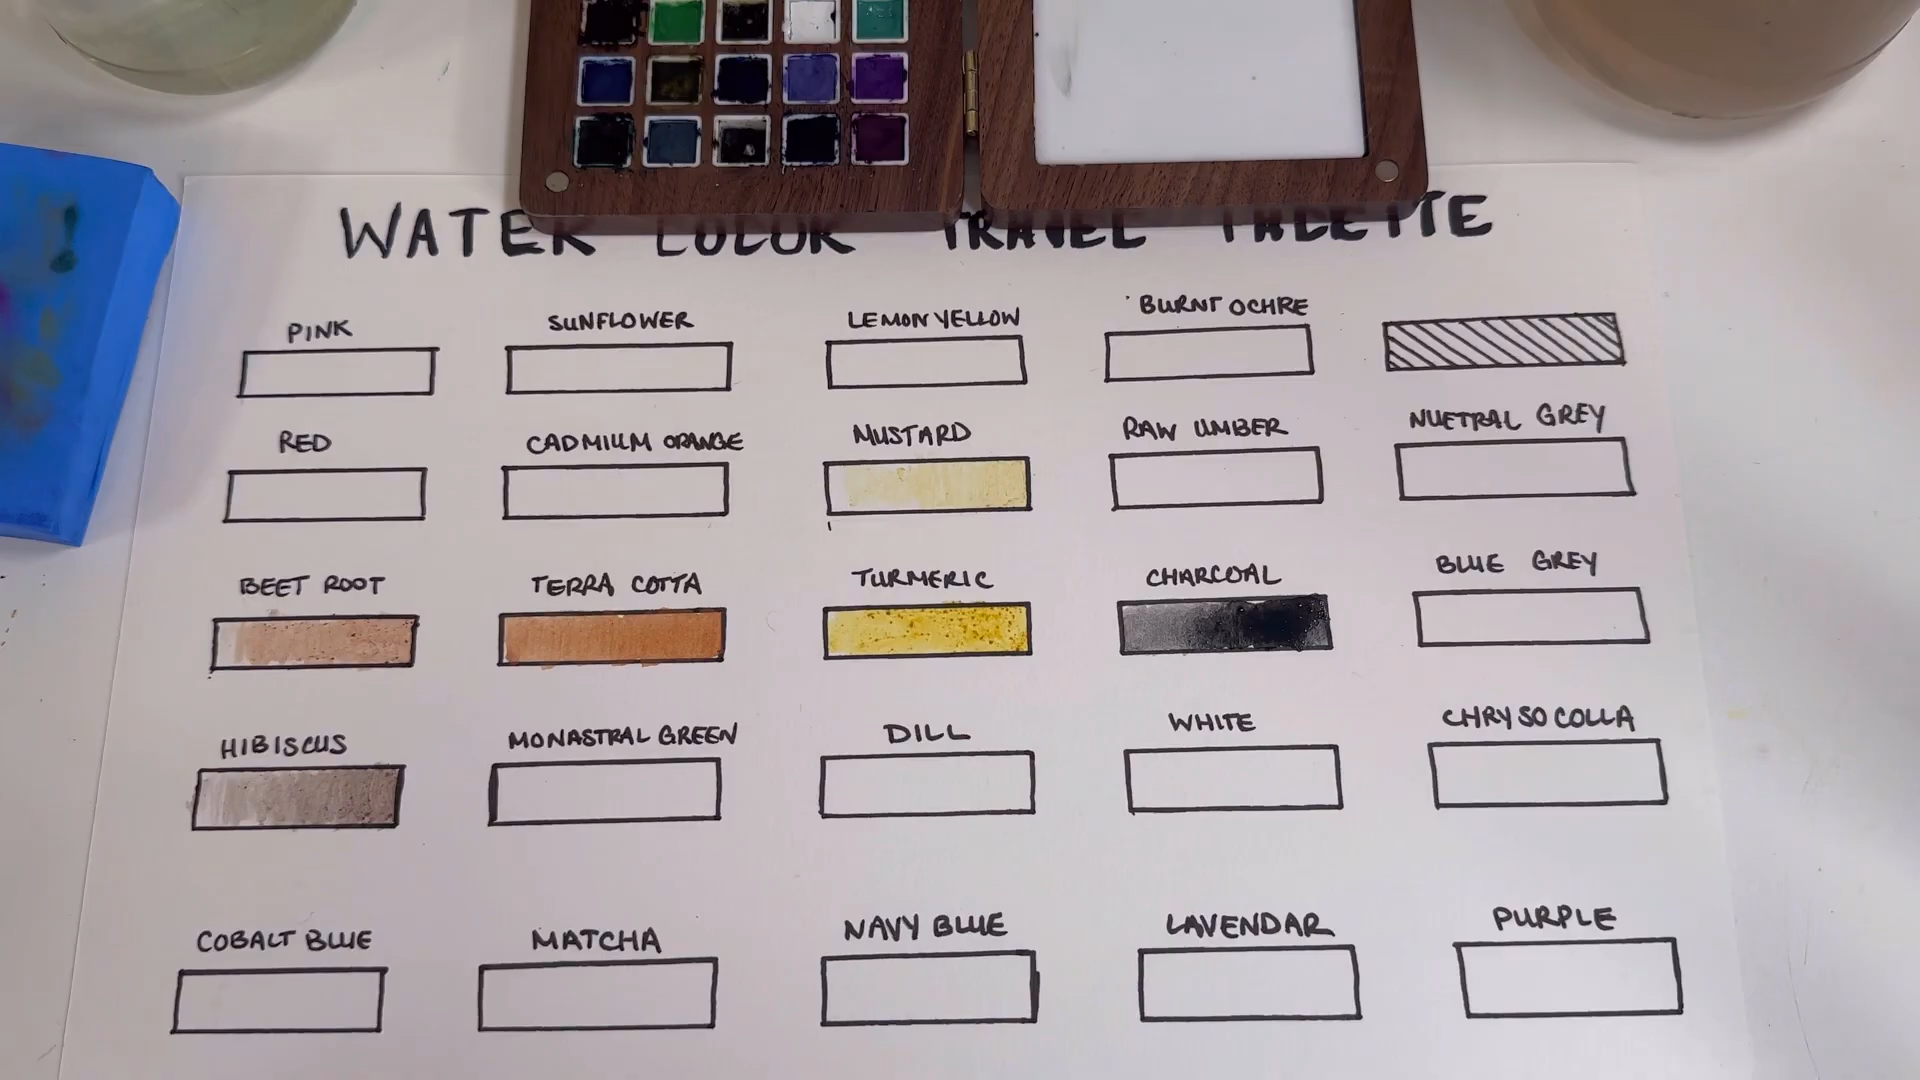 WATER COLOR TRAVEL PALETTE
PINK SUNFLOWER LEMON YELLOW BURNT OCHRE
RED CADMIUM ORANGE MUSTARD RAW UMBER NUETRAL GREY
BEET ROOT TERRA COTTA TURMERIC CHARCOAL BLUE GREY
HIBISCUS MONASTRAL GREEN DILL WHITE CHRYSOCOLLA
COBALT BLUE MATCHA NAVY BLUE LAVENDAR PURPLE